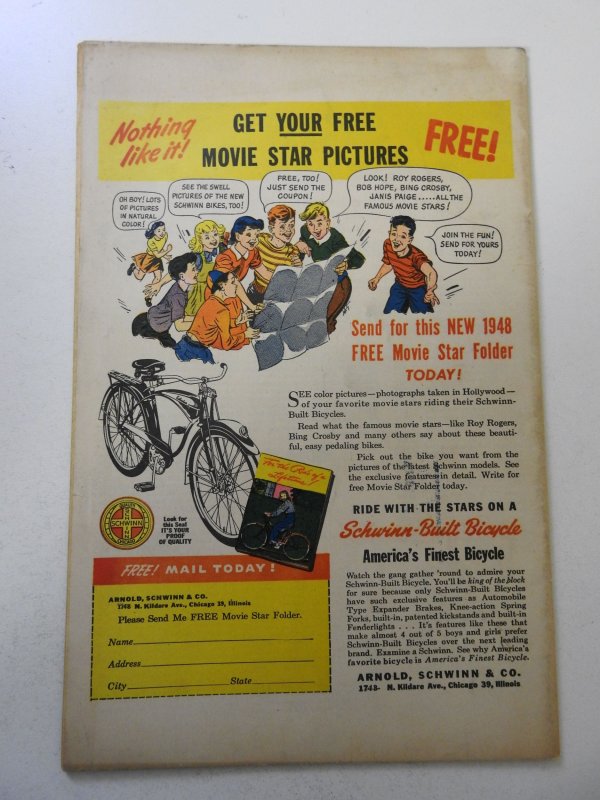 Nothing
like it!
GET YOUR FREE
MOVIE STAR PICTURES
FREE!
OH BOY! LOTS
OF PICTURES
IN NATURAL
COLOR!
SEE THE SWELL
PICTURES OF THE NEW
SCHWINN BIKES, TOO!
FREE, TOO!
JUST SEND THE
COUPON!
LOOK! ROY ROGERS,
BOB HOPE, BING CROSBY,
JANIS PAIGE.....ALL THE
FAMOUS MOVIE STARS!
JOIN THE FUN!
SEND FOR YOURS
TODAY!
Send for this NEW 1948
FREE Movie Star Folder
TODAY!
SEE color pictures—photographs taken in Hollywood—
of your favorite movie stars riding their Schwinn-
Built Bicycles.
Read what the famous movie stars—like Roy Rogers,
Bing Crosby and many others say about these beauti-
ful, easy pedaling bikes.
Pick out the bike you want from the
pictures of the latest Schwinn models. See
the exclusive features in detail. Write for
free Movie Star Folder today.
RIDE WITH THE STARS ON A
Schwinn-Built Bicycle
America's Finest Bicycle
Watch the gang gather 'round to admire your
Schwinn-Built Bicycle. You'll be king of the block
for sure because only Schwinn-Built Bicycles
have such exclusive features as Automobile
Type Expander Brakes, Knee-action Spring
Forks, built-in, patented kickstands and built-in
Fenderlights . . . It's features like these that
make almost 4 out of 5 boys and girls prefer
Schwinn-Built Bicycles over the next leading
brand. Examine a Schwinn. See why America's
favorite bicycle is America's Finest Bicycle.
ARNOLD, SCHWINN & CO.
1748- N. Kildare Ave., Chicago 39, Illinois
For the Ride of a
Lifetime!
SCHWINN
Look for
this Seal
IT'S YOUR
PROOF
OF QUALITY
FREE! MAIL TODAY!
ARNOLD, SCHWINN & CO.
1748 N. Kildare Ave., Chicago 39, Illinois
Please Send Me FREE Movie Star Folder.
Name
Address
City State